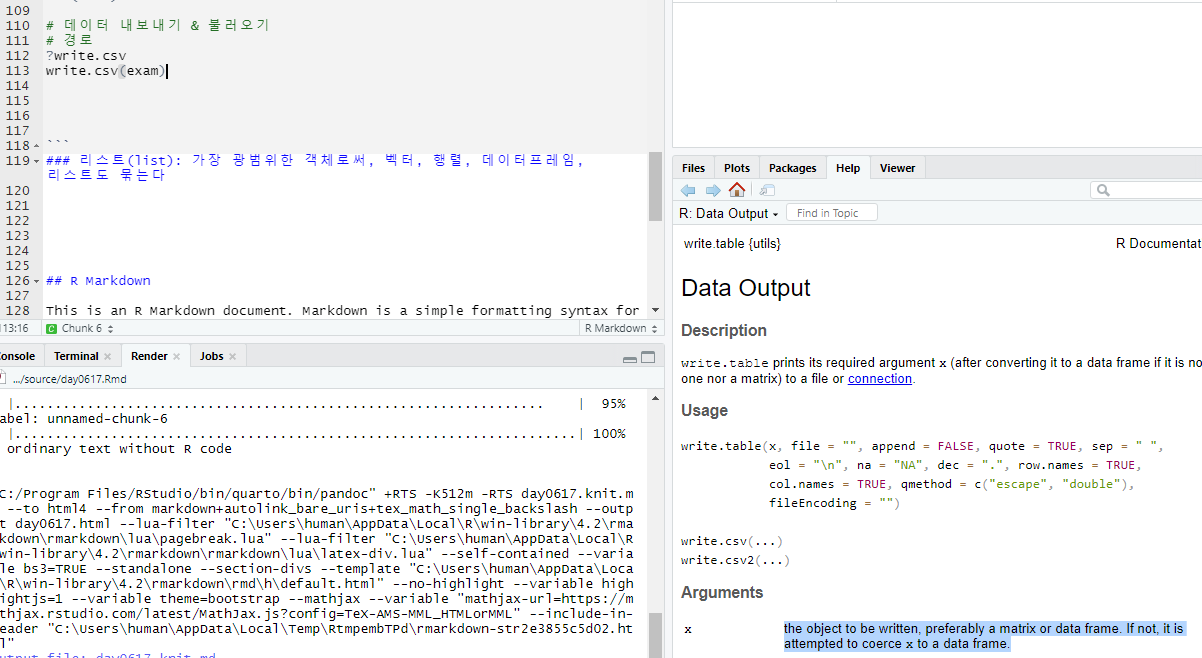 109
110 # 데이터 내보내기 & 불러오기
111 # 경로
112 ?write.csv
113 write.csv(exam)
114
115
116
117
118 ```
119 ### 리스트(list): 가장 광범위한 객체로써, 벡터, 행렬, 데이터프레임,
리스트도 묶는다
120
121
122
123
124
125
126 ## R Markdown
127
128 This is an R Markdown document. Markdown is a simple formatting syntax for
113:16 Chunk 6 R Markdown
onsole Terminal Render Jobs
.../source/day0617.Rmd
|.................................................................. | 95%
abel: unnamed-chunk-6
|......................................................................| 100%
ordinary text without R code
C:/Program Files/RStudio/bin/quarto/bin/pandoc" +RTS -K512m -RTS day0617.knit.m
--to html4 --from markdown+autolink_bare_uris+tex_math_single_backslash --outp
t day0617.html --lua-filter "C:\Users\human\AppData\Local\R\win-library\4.2\rma
kdown\rmarkdown\lua\pagebreak.lua" --lua-filter "C:\Users\human\AppData\Local\R
win-library\4.2\rmarkdown\rmarkdown\lua\latex-div.lua" --self-contained --varia
le bs3=TRUE --standalone --section-divs --template "C:\Users\human\AppData\Loca
\R\win-library\4.2\rmarkdown\rmd\h\default.html" --no-highlight --variable high
ightjs=1 --variable theme=bootstrap --mathjax --variable "mathjax-url=https://m
thjax.rstudio.com/latest/MathJax.js?config=TeX-AMS-MML_HTMLorMML" --include-in-
eader "C:\Users\human\AppData\Local\Temp\RtmpembTPd\rmarkdown-str2e3855c5d02.ht
l"
utput file: day0617.knit.md
Files Plots Packages Help Viewer
R: Data Output Find in Topic
write.table {utils} R Documentat
Data Output
Description
write.table prints its required argument x (after converting it to a data frame if it is no
one nor a matrix) to a file or connection.
Usage
write.table(x, file = "", append = FALSE, quote = TRUE, sep = " ",
eol = "\n", na = "NA", dec = ".", row.names = TRUE,
col.names = TRUE, qmethod = c("escape", "double"),
fileEncoding = "")
write.csv(...)
write.csv2(...)
Arguments
x the object to be written, preferably a matrix or data frame. If not, it is
attempted to coerce x to a data frame.